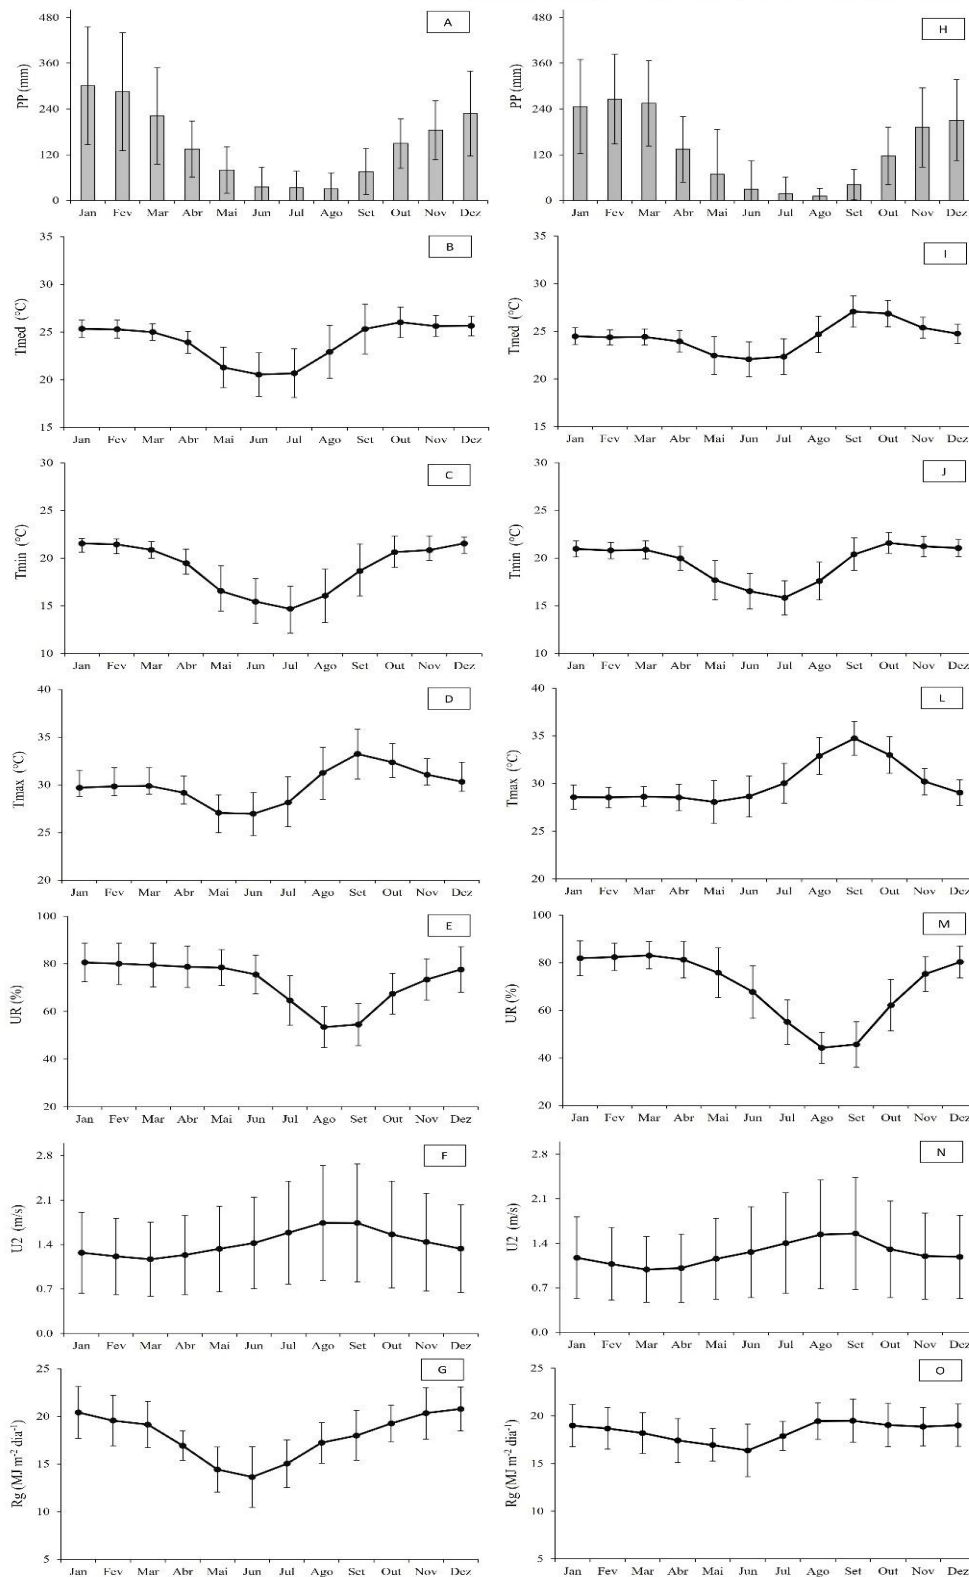 A
PP (mm)
480
360
240
120
0
Jan Fev Mar Abr Mai Jun Jul Ago Set Out Nov Dez
H
PP (mm)
480
360
240
120
0
Jan Fev Mar Abr Mai Jun Jul Ago Set Out Nov Dez
B
Tmed (°C)
35
30
25
20
15
Jan Fev Mar Abr Mai Jun Jul Ago Set Out Nov Dez
I
Tmed (°C)
35
30
25
20
15
Jan Fev Mar Abr Mai Jun Jul Ago Set Out Nov Dez
C
Tmin (°C)
30
25
20
15
10
Jan Fev Mar Abr Mai Jun Jul Ago Set Out Nov Dez
J
Tmin (°C)
30
25
20
15
10
Jan Fev Mar Abr Mai Jun Jul Ago Set Out Nov Dez
D
Tmax (°C)
40
35
30
25
20
Jan Fev Mar Abr Mai Jun Jul Ago Set Out Nov Dez
L
Tmax (°C)
40
35
30
25
20
Jan Fev Mar Abr Mai Jun Jul Ago Set Out Nov Dez
E
UR (%)
100
80
60
40
20
Jan Fev Mar Abr Mai Jun Jul Ago Set Out Nov Dez
M
UR (%)
100
80
60
40
20
Jan Fev Mar Abr Mai Jun Jul Ago Set Out Nov Dez
F
U2 (m/s)
2.8
2.1
1.4
0.7
0.0
Jan Fev Mar Abr Mai Jun Jul Ago Set Out Nov Dez
N
U2 (m/s)
2.8
2.1
1.4
0.7
0.0
Jan Fev Mar Abr Mai Jun Jul Ago Set Out Nov Dez
G
Rg (MJ m⁻² dia⁻¹)
25
20
15
10
5
Jan Fev Mar Abr Mai Jun Jul Ago Set Out Nov Dez
O
Rg (MJ m⁻² dia⁻¹)
25
20
15
10
5
Jan Fev Mar Abr Mai Jun Jul Ago Set Out Nov Dez